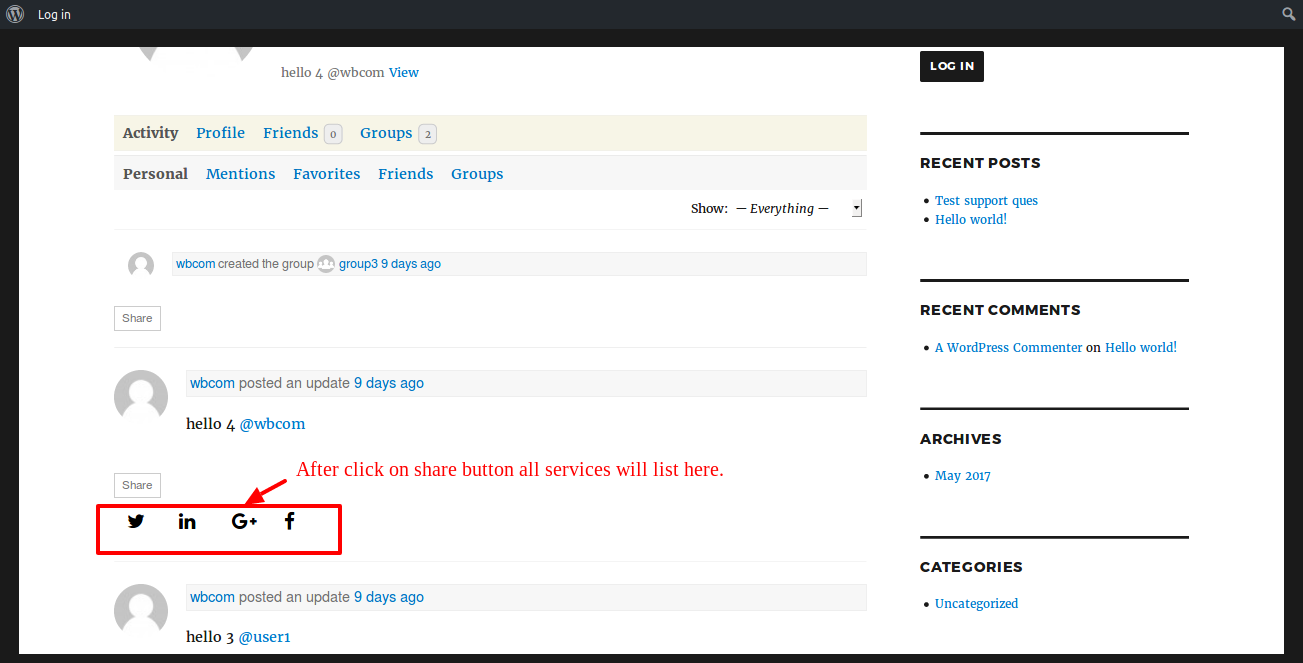 Log in
hello 4 @wbcom View
LOG IN
Activity Profile Friends 0 Groups 2
Personal Mentions Favorites Friends Groups
Show: — Everything —
wbcom created the group group3 9 days ago
Share
wbcom posted an update 9 days ago
hello 4 @wbcom
After click on share button all services will list here.
Share
in G+ f
wbcom posted an update 9 days ago
hello 3 @user1
RECENT POSTS
Test support ques
Hello world!
RECENT COMMENTS
A WordPress Commenter on Hello world!
ARCHIVES
May 2017
CATEGORIES
Uncategorized